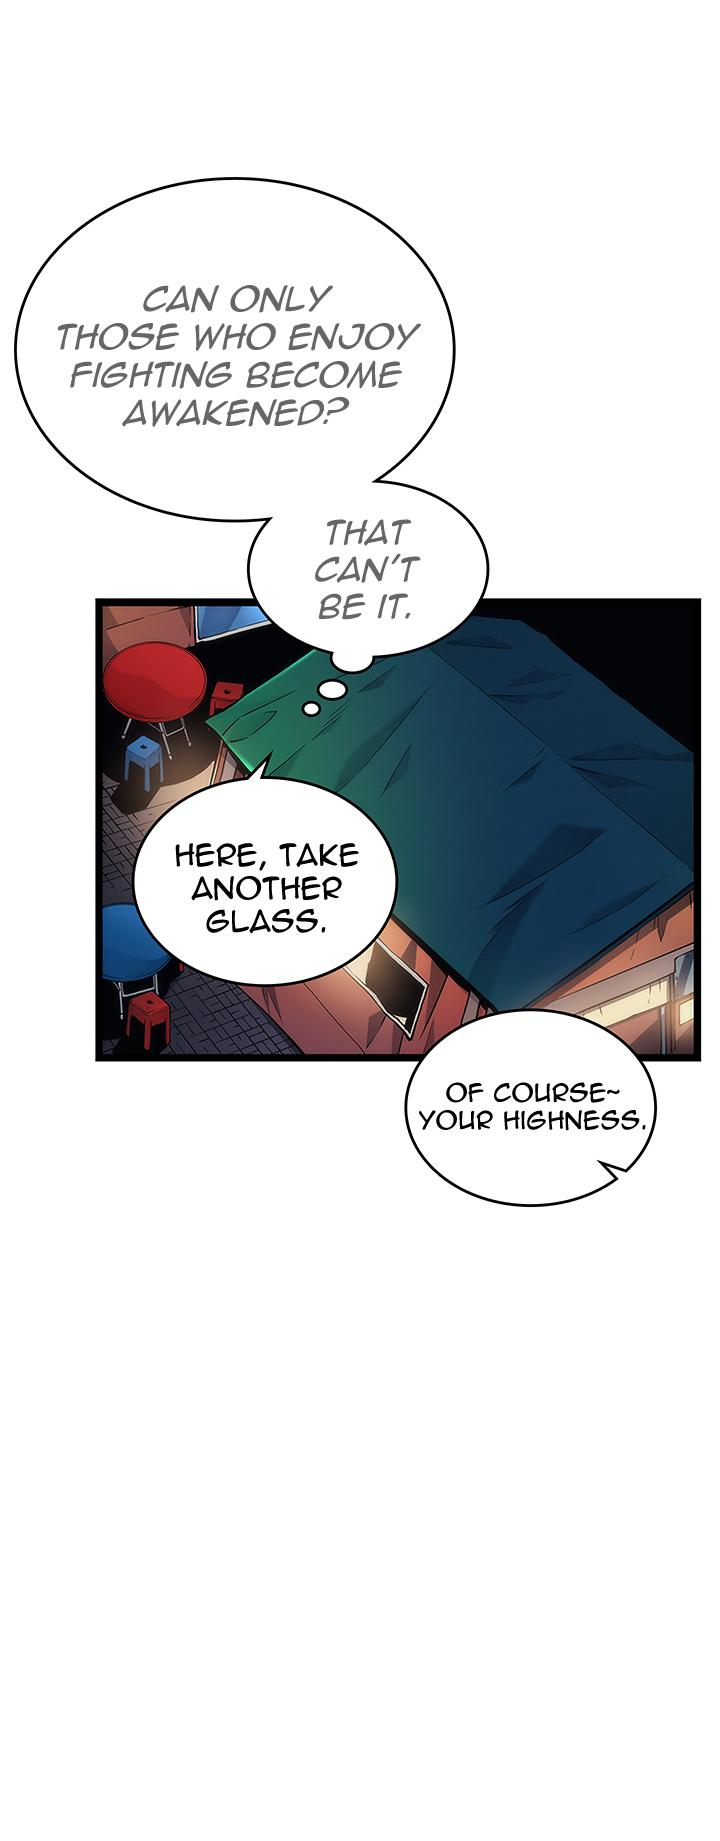 CAN ONLY
THOSE WHO ENJOY
FIGHTING BECOME
AWAKENED?
THAT
CAN'T
BE IT.
HERE, TAKE
ANOTHER
GLASS.
OF COURSE~
YOUR HIGHNESS.